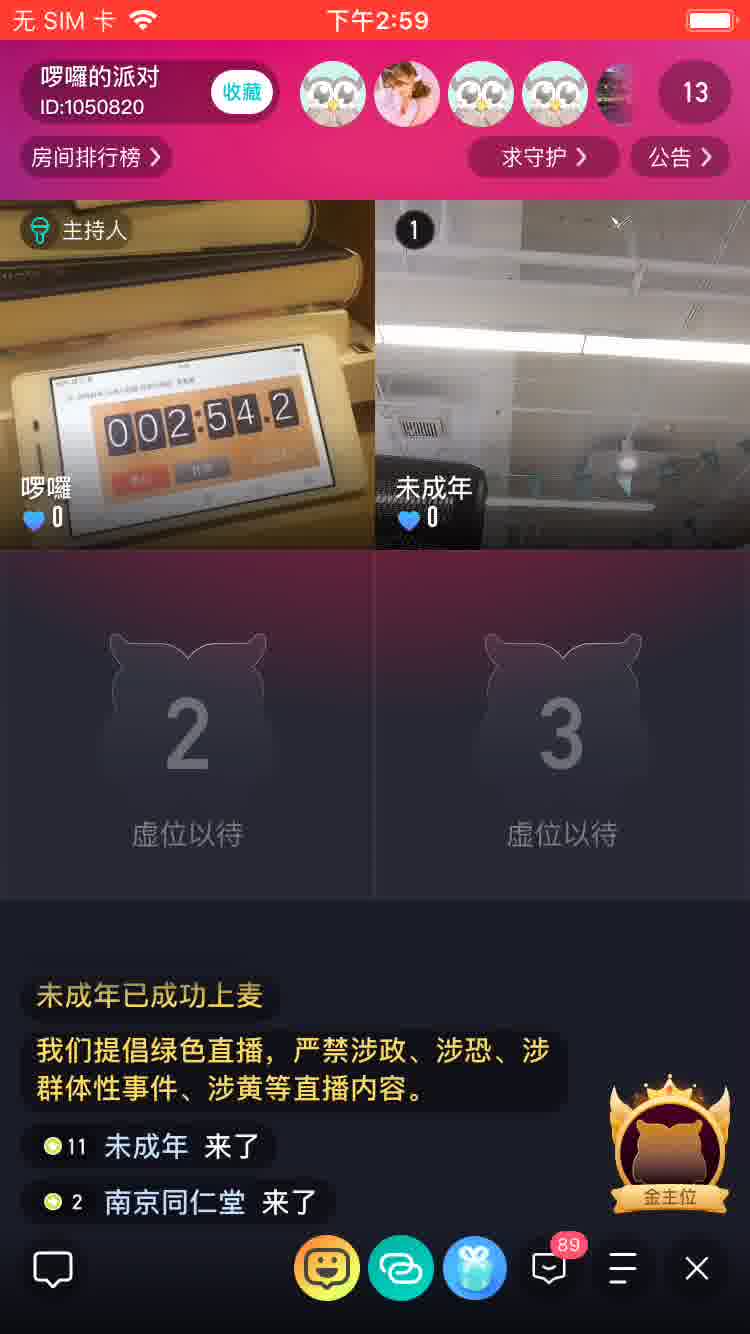 无 SIM 卡
下午2:59
啰囉的派对
ID:1050820
收藏
13
房间排行榜
求守护
公告
主持人
1
002:54.2
啰囉
0
未成年
0
2
3
虚位以待
虚位以待
未成年已成功上麦
我们提倡绿色直播，严禁涉政、涉恐、涉
群体性事件、涉黄等直播内容。
11 未成年 来了
2 南京同仁堂 来了
金主位
89